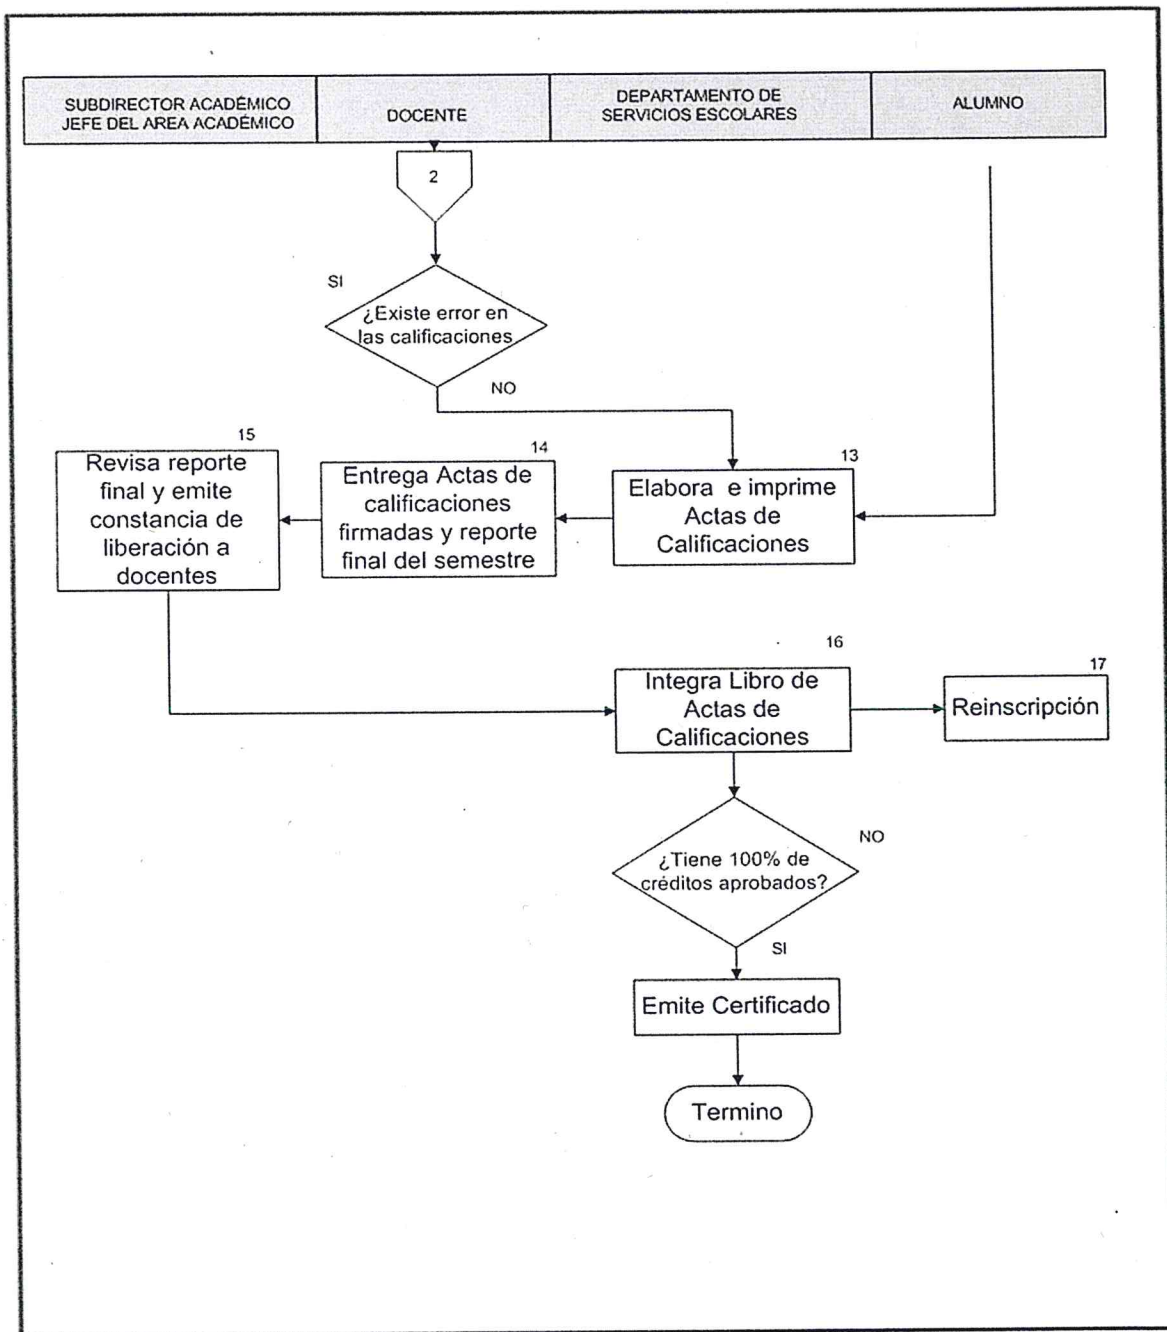 SUBDIRECTOR ACADÉMICO
JEFE DEL AREA ACADÉMICO
DOCENTE
DEPARTAMENTO DE
SERVICIOS ESCOLARES
ALUMNO
2
SI
¿Existe error en
las calificaciones
NO
15
Revisa reporte
final y emite
constancia de
liberación a
docentes
14
Entrega Actas de
calificaciones
firmadas y reporte
final del semestre
13
Elabora e imprime
Actas de
Calificaciones
16
Integra Libro de
Actas de
Calificaciones
17
Reinscripción
NO
¿Tiene 100% de
créditos aprobados?
SI
Emite Certificado
Termino